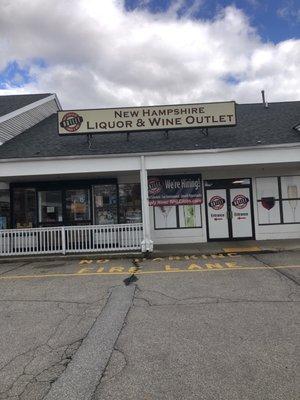 NEW HAMPSHIRE
LIQUOR & WINE OUTLET
We're Hiring!
Entrance
Entrance
NO PARKING
FIRE LANE